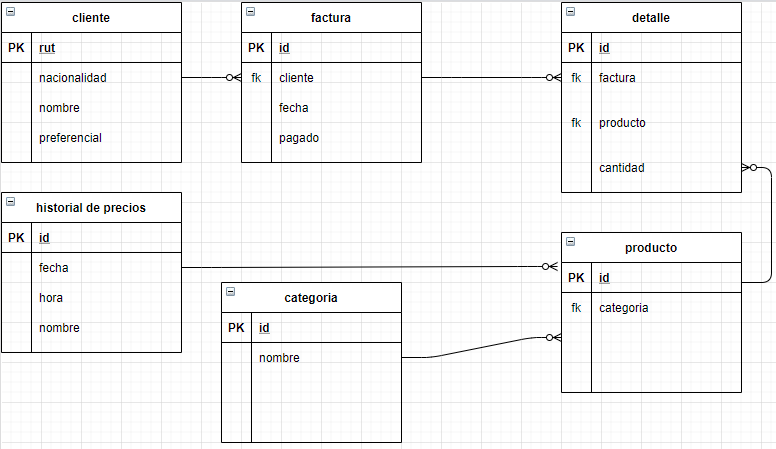 cliente
PK rut
nacionalidad
nombre
preferencial
factura
PK id
fk cliente
fecha
pagado
detalle
PK id
fk factura
fk producto
cantidad
historial de precios
PK id
fecha
hora
nombre
categoria
PK id
nombre
producto
PK id
fk categoria